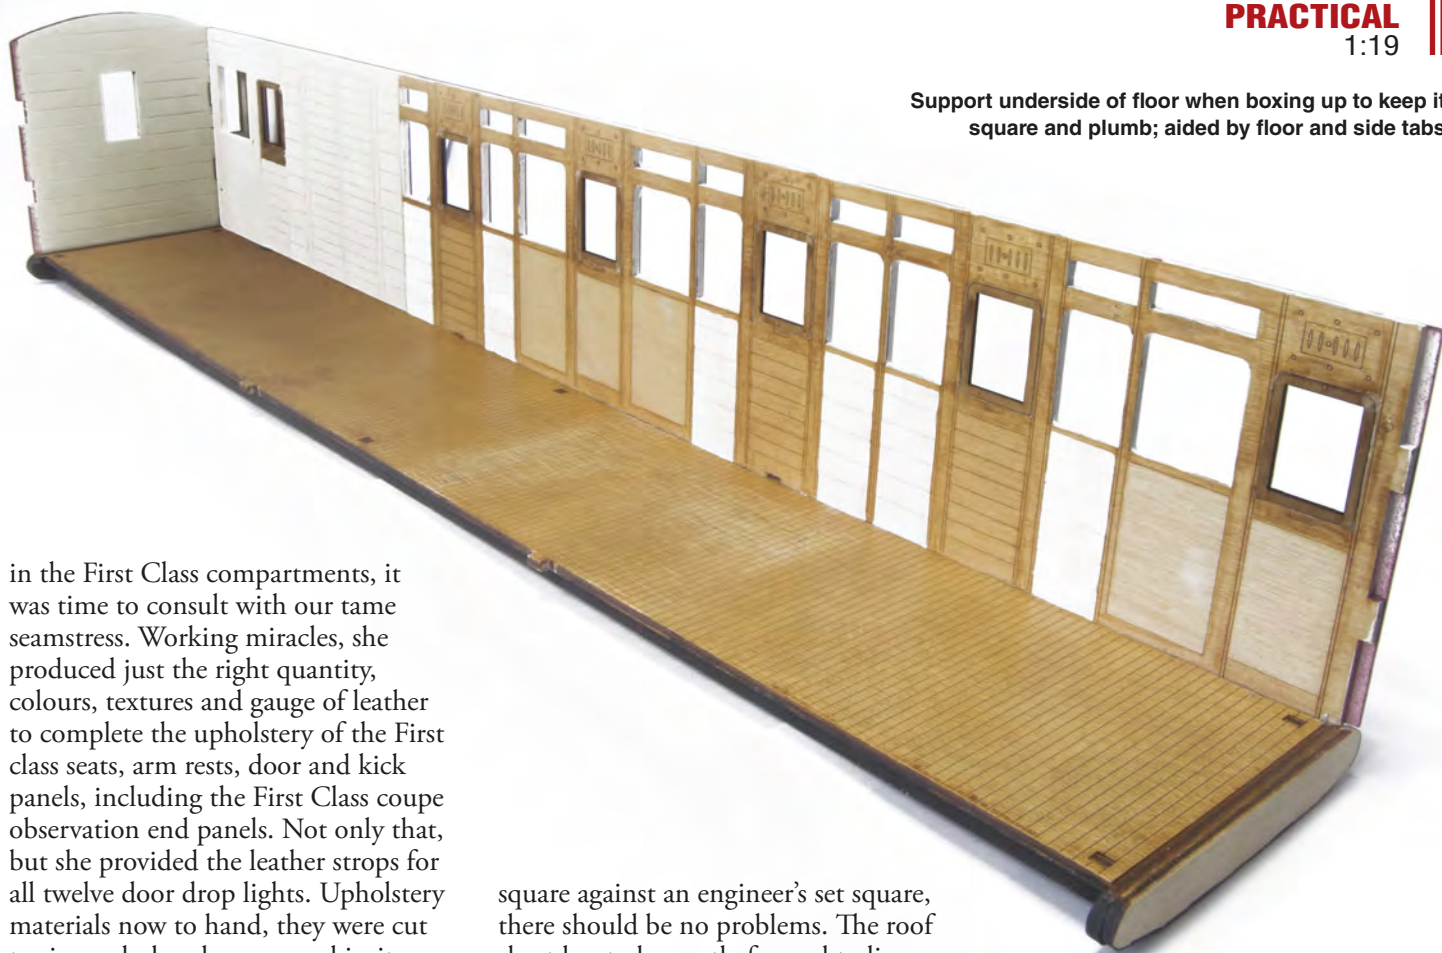 PRACTICAL
1:19
Support underside of floor when boxing up to keep it
square and plumb; aided by floor and side tabs
in the First Class compartments, it
was time to consult with our tame
seamstress. Working miracles, she
produced just the right quantity,
colours, textures and gauge of leather
to complete the upholstery of the First
class seats, arm rests, door and kick
panels, including the First Class coupe
observation end panels. Not only that,
but she provided the leather strops for
all twelve door drop lights. Upholstery
materials now to hand, they were cut
square against an engineer's set square,
there should be no problems. The roof